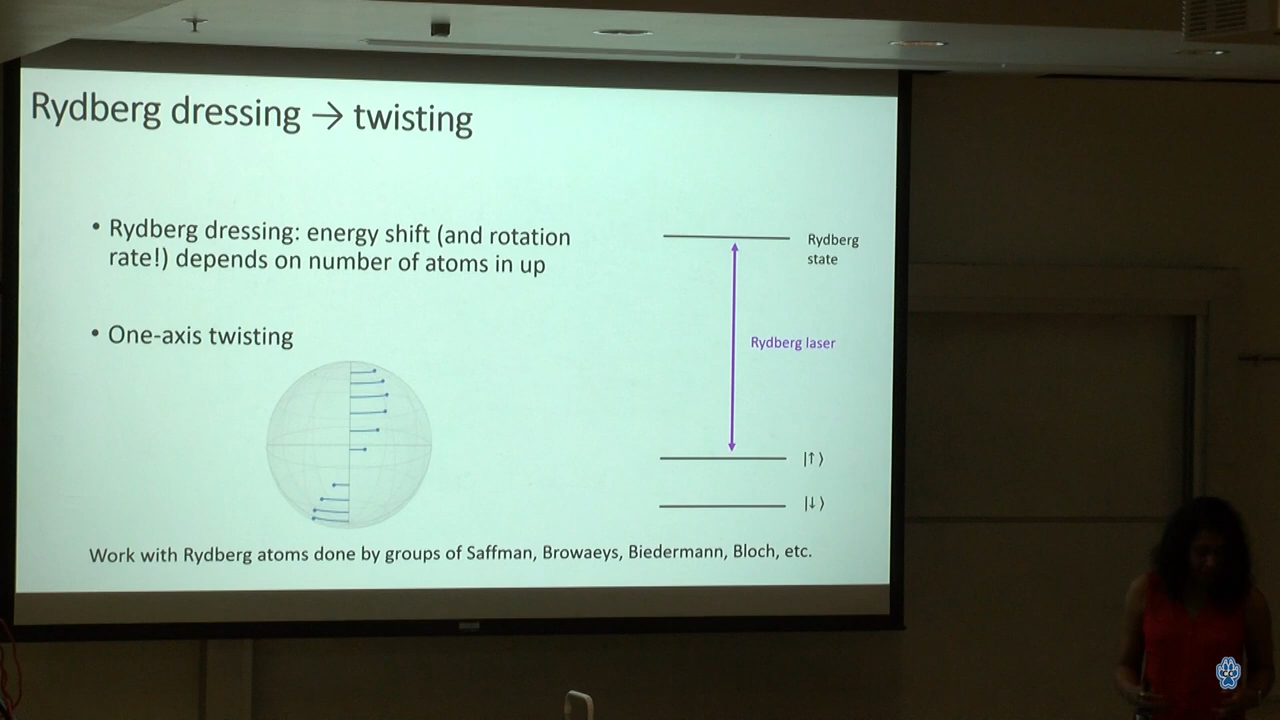 Rydberg dressing → twisting
• Rydberg dressing: energy shift (and rotation
rate!) depends on number of atoms in up
• One-axis twisting
Rydberg
state
Rydberg laser
|↑⟩
|↓⟩
Work with Rydberg atoms done by groups of Saffman, Browaeys, Biedermann, Bloch, etc.